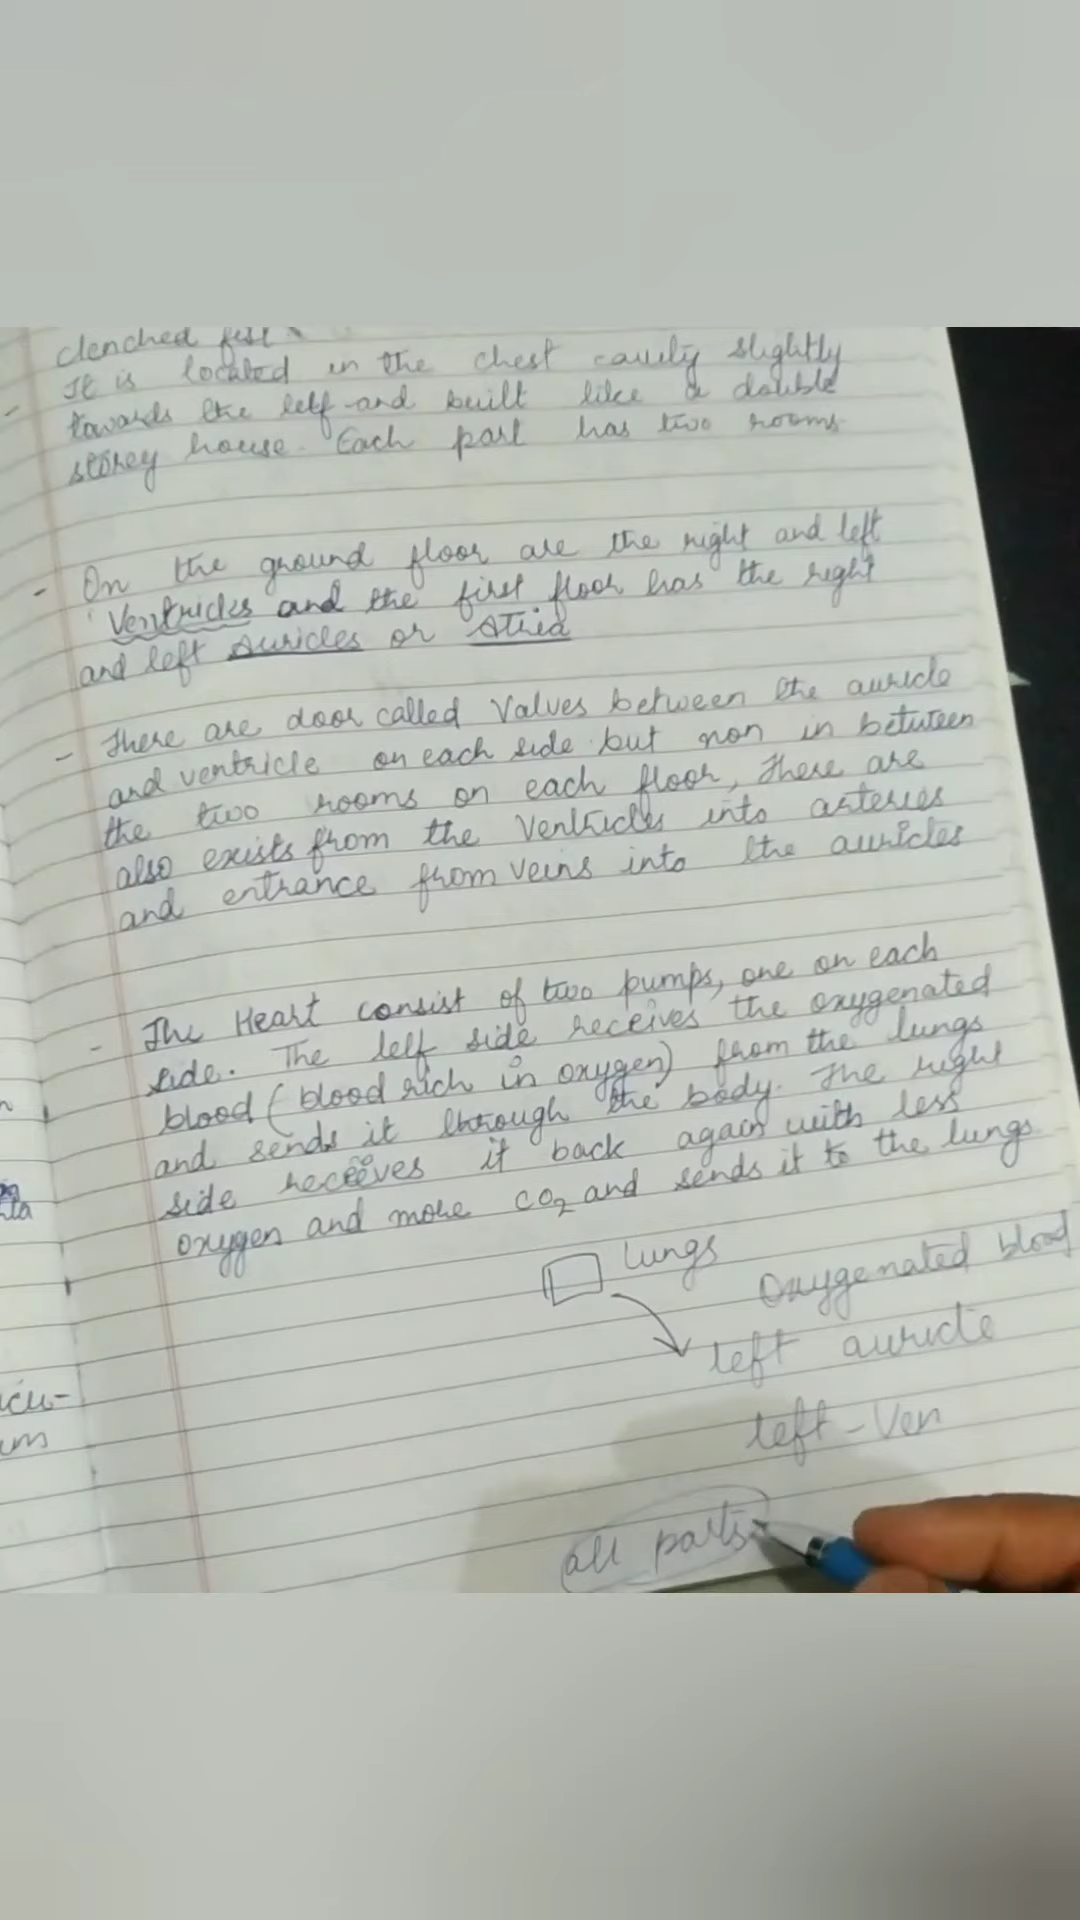 clenched fist
- It is located in the chest cavity slightly
towards the lelf and built like a double
storey house. Each part has two rooms.
- On the ground floor are the right and left
Ventricles and the first floor has the right
and left auricles or atria
- There are door called Valves between the auricle
and ventricle on each side but non in between
the two rooms on each floor, There are
also exists from the Ventricles into arteries
and entrance from veins into the auricles
- The Heart consist of two pumps, one on each
side. The lelf side receives the oxygenated
blood (blood rich in oxygen) from the lungs
and sends it through the body. The right
side receives it back again with less
oxygen and more CO2 and sends it to the lungs
lungs
Oxygenated blood
left auricle
left-Ven
all parts
icu-